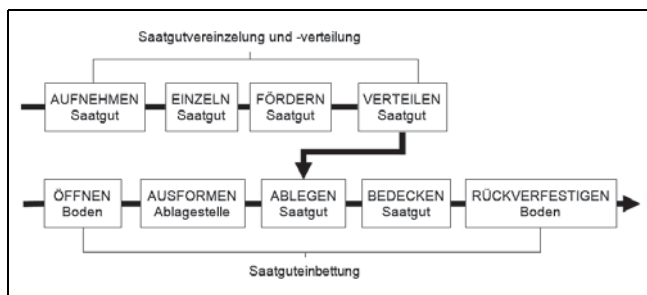 Saatgutvereinzelung und -verteilung
AUFNEHMEN
Saatgut
EINZELN
Saatgut
FÖRDERN
Saatgut
VERTEILEN
Saatgut
ÖFFNEN
Boden
AUSFORMEN
Ablagestelle
ABLEGEN
Saatgut
BEDECKEN
Saatgut
RÜCKVERFESTIGEN
Boden
Saatguteinbettung